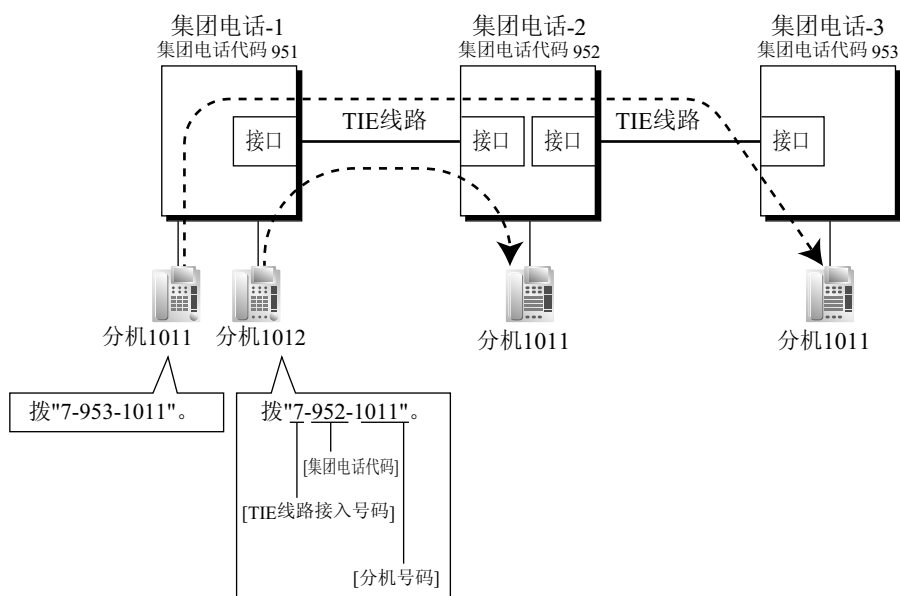 集团电话-1
集团电话代码 951
集团电话-2
集团电话代码 952
集团电话-3
集团电话代码 953
接口
TIE线路
接口
接口
TIE线路
接口
分机1011
分机1012
分机1011
分机1011
拨"7-953-1011"。
拨"7-952-1011"。
[集团电话代码]
[TIE线路接入号码]
[分机号码]